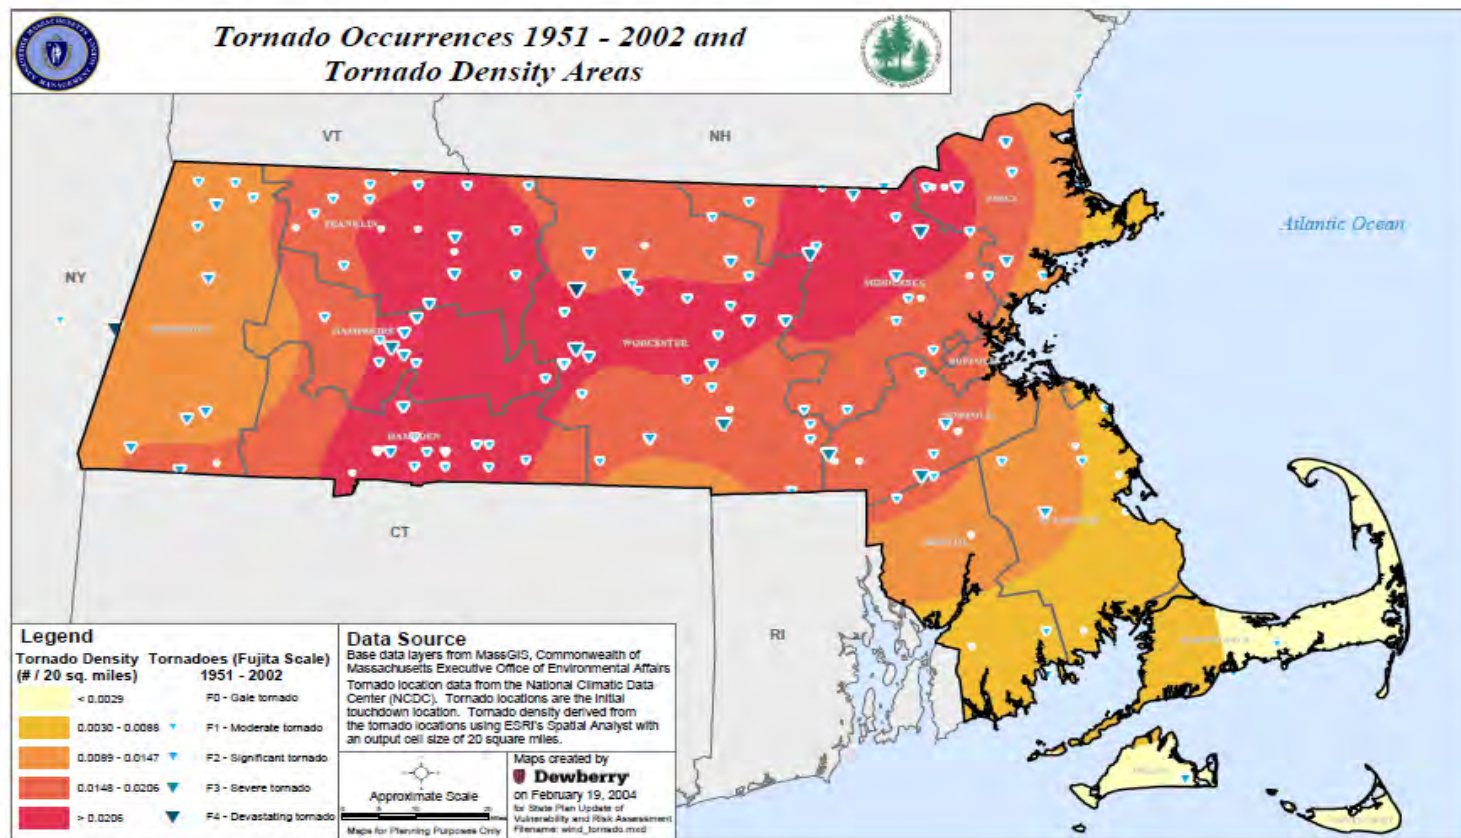 Tornado Occurrences 1951 - 2002 and
Tornado Density Areas
VT
NH
NY
Atlantic Ocean
FRANKLIN
ESSEX
MIDDLESEX
HAMPSHIRE
WORCESTER
SUFFOLK
NORFOLK
HAMPDEN
CT
RI
BRISTOL
Legend
Tornado Density
(# / 20 sq. miles)
Tornadoes (Fujita Scale)
1951 - 2002
< 0.0029
F0 - Gale tornado
0.0030 - 0.0088
F1 - Moderate tornado
0.0089 - 0.0147
F2 - Significant tornado
0.0148 - 0.0206
F3 - Severe tornado
> 0.0206
F4 - Devastating tornado
Data Source
Base data layers from MassGIS, Commonwealth of
Massachusetts Executive Office of Environmental Affairs
Tornado location data from the National Climatic Data
Center (NCDC). Tornado locations are the initial
touchdown location. Tornado density derived from
the tornado locations using ESRI's Spatial Analyst with
an output cell size of 20 square miles.
Approximate Scale
Maps for Planning Purposes Only
Maps created by
Dewberry
on February 19, 2004
for State Plan Update of
Vulnerability and Risk Assessment
Filename: wind_tornado.mxd